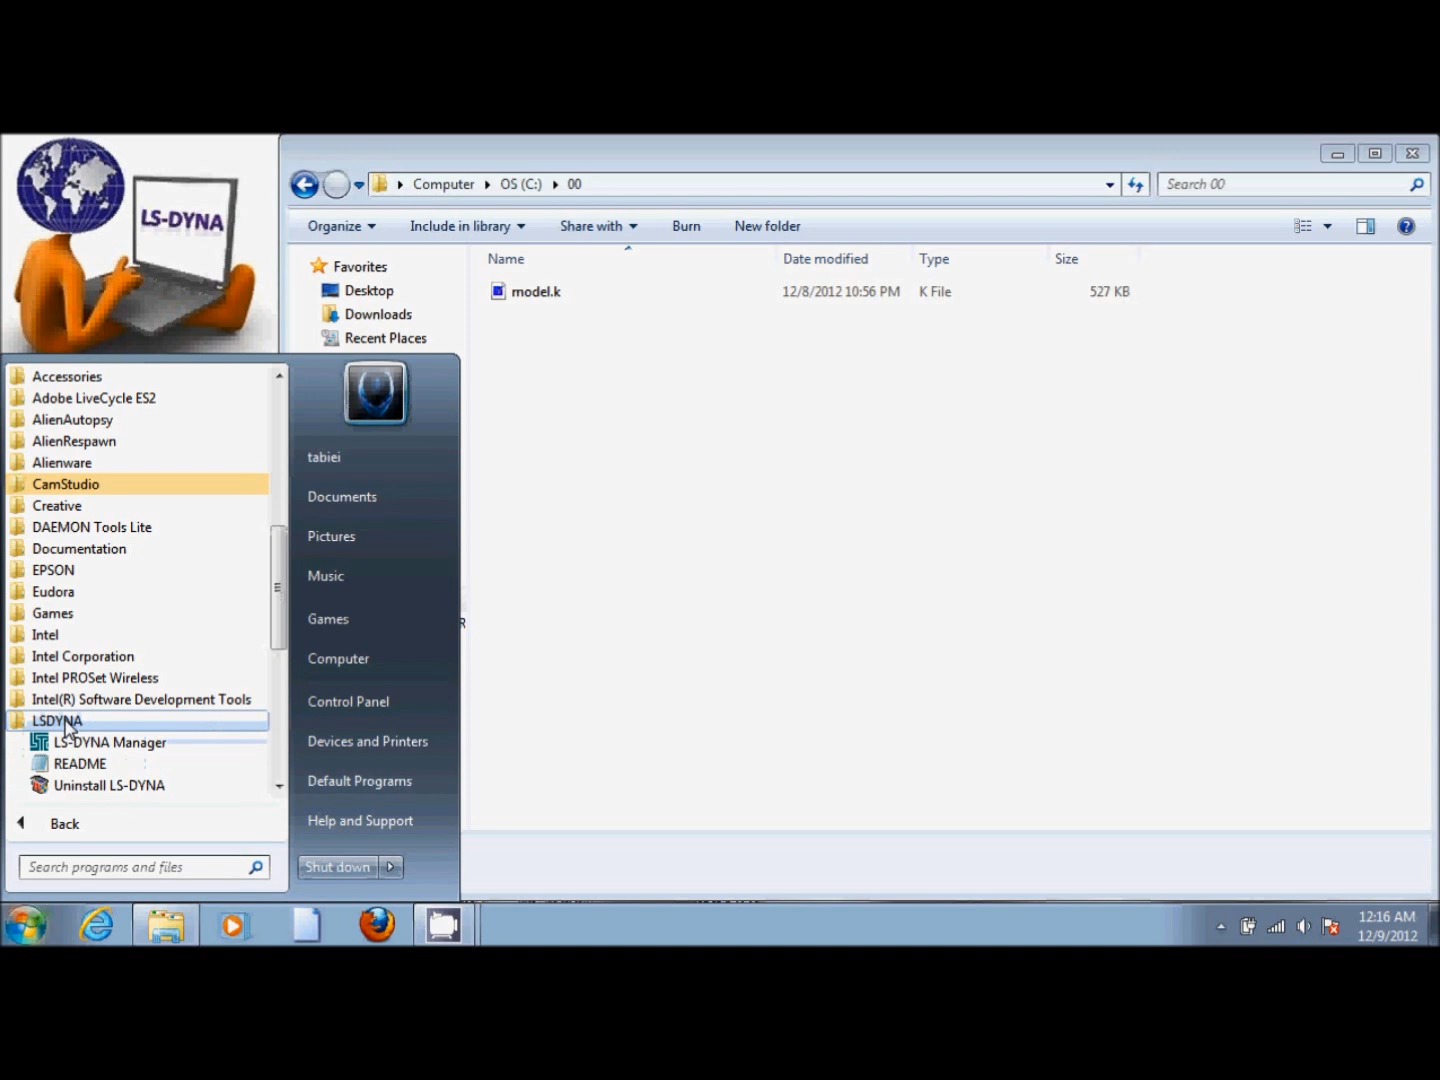 LS-DYNA
Computer OS (C:) 00
Search 00
Organize Include in library Share with Burn New folder
Name Date modified Type Size
Favorites
Desktop
Downloads
Recent Places
model.k 12/8/2012 10:56 PM K File 527 KB
Accessories
Adobe LiveCycle ES2
AlienAutopsy
AlienRespawn
Alienware
CamStudio
Creative
DAEMON Tools Lite
Documentation
EPSON
Eudora
Games
Intel
Intel Corporation
Intel PROSet Wireless
Intel(R) Software Development Tools
LSDYNA
LS-DYNA Manager
README
Uninstall LS-DYNA
Back
Search programs and files
tabiei
Documents
Pictures
Music
Games
Computer
Control Panel
Devices and Printers
Default Programs
Help and Support
Shut down
R
12:16 AM
12/9/2012